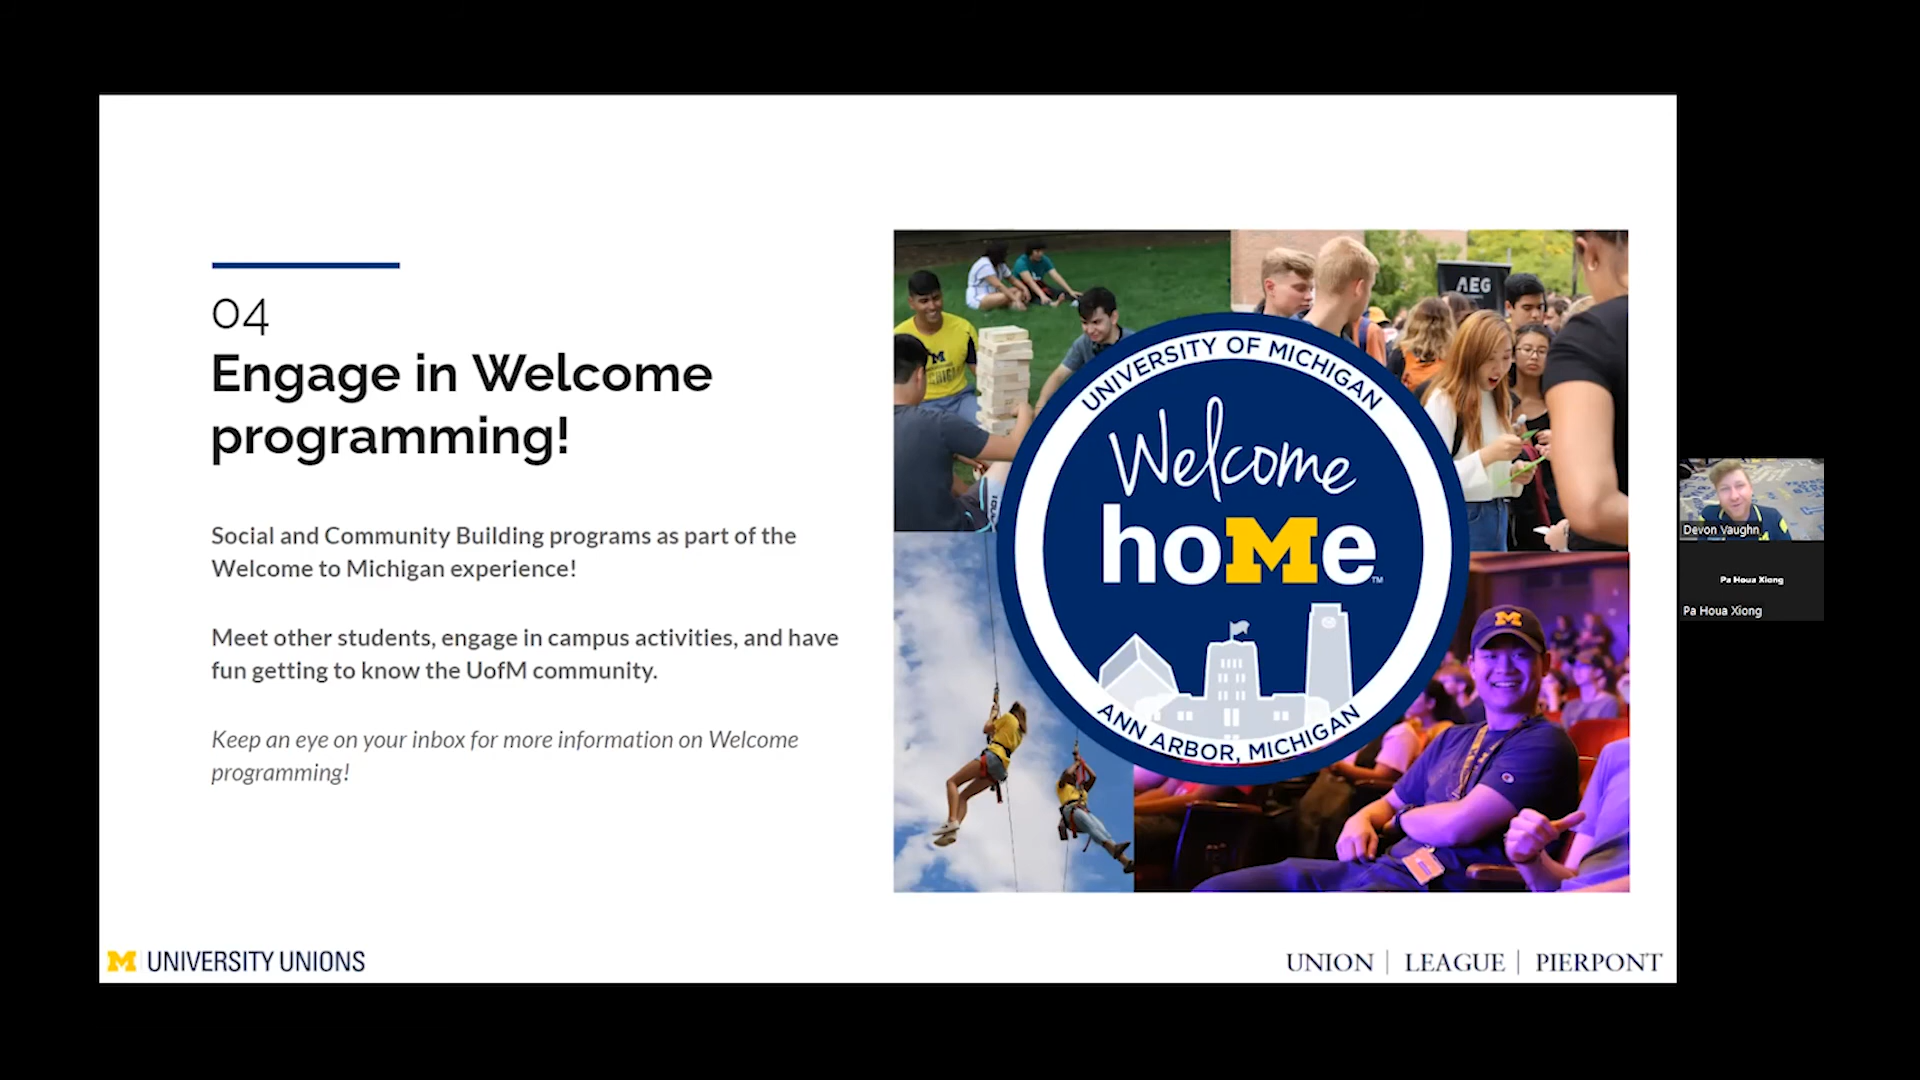 04
Engage in Welcome
programming!
Social and Community Building programs as part of the
Welcome to Michigan experience!
Meet other students, engage in campus activities, and have
fun getting to know the UofM community.
Keep an eye on your inbox for more information on Welcome
programming!
AEG
M
UNIVERSITY OF MICHIGAN
Welcome
hoMe™
ANN ARBOR, MICHIGAN
M
Devon Vaughn
Pa Houa Xiong
Pa Houa Xiong
M UNIVERSITY UNIONS
UNION | LEAGUE | PIERPONT